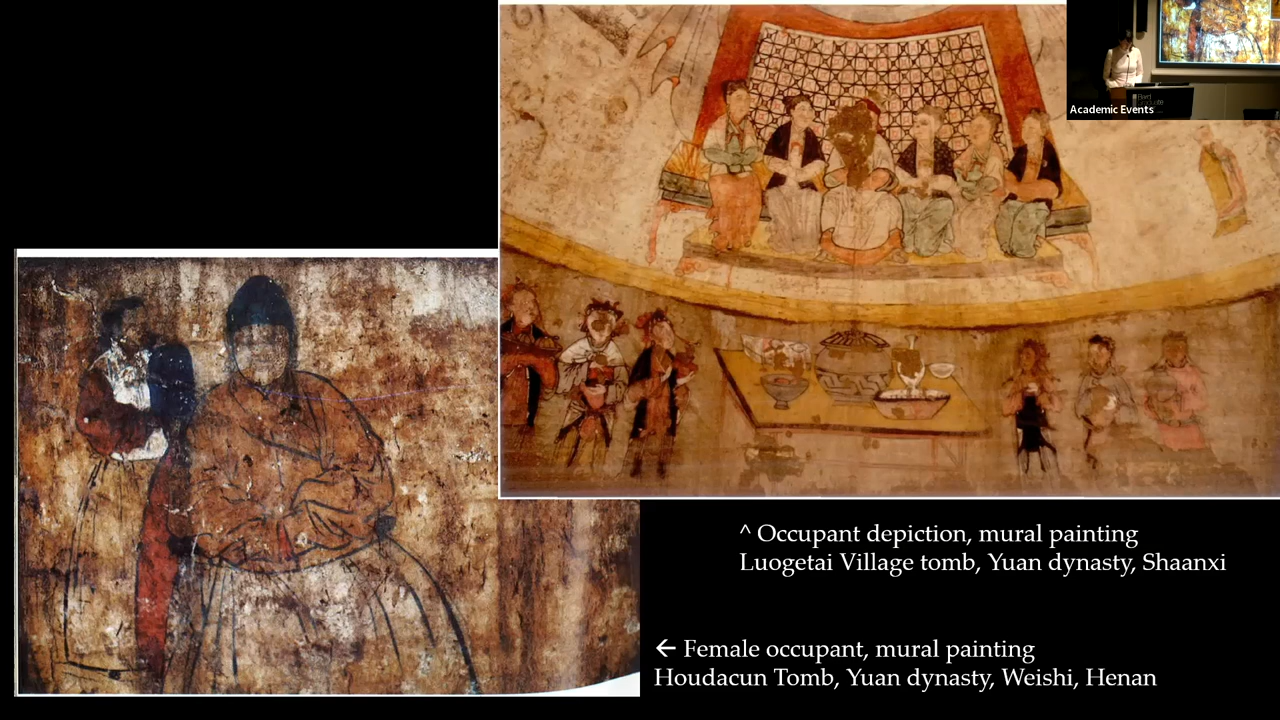 Academic Events
^ Occupant depiction, mural painting
Luogetai Village tomb, Yuan dynasty, Shaanxi
← Female occupant, mural painting
Houdacun Tomb, Yuan dynasty, Weishi, Henan